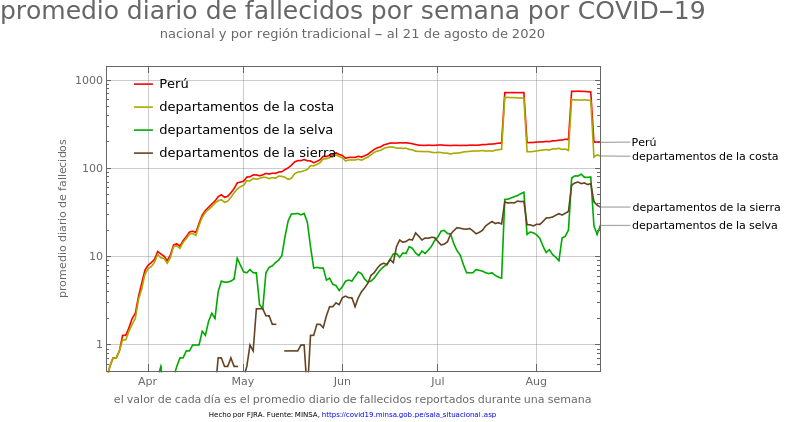 promedio diario de fallecidos por semana por COVID‒19
nacional y por región tradicional ‒ al 21 de agosto de 2020
promedio diario de fallecidos
1000
100
10
1
Perú
departamentos de la costa
departamentos de la selva
departamentos de la sierra
Perú
departamentos de la costa
departamentos de la sierra
departamentos de la selva
Apr May Jun Jul Aug
el valor de cada día es el promedio diario de fallecidos reportados durante una semana
Hecho por FJRA. Fuente: MINSA, https://covid19.minsa.gob.pe/sala_situacional.asp